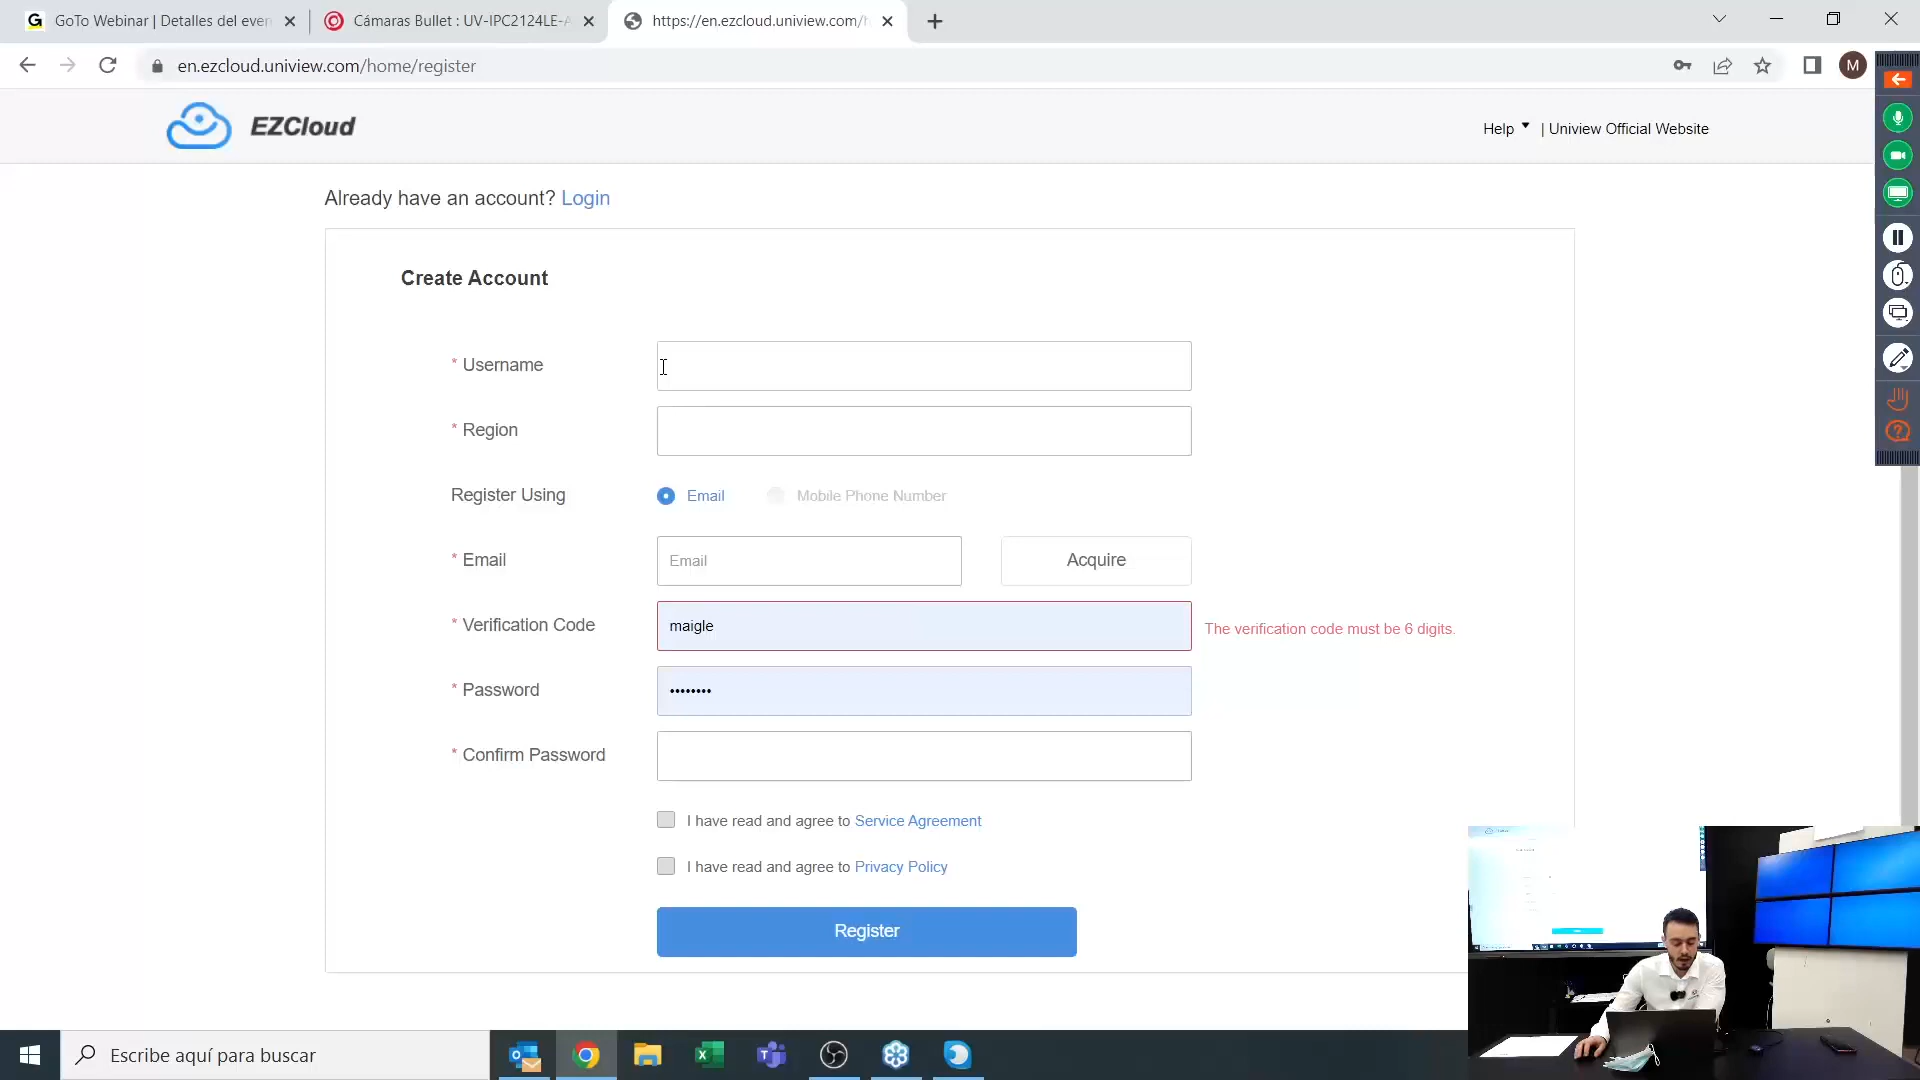 GoTo Webinar | Detalles del even
Cámaras Bullet : UV-IPC2124LE-A
https://en.ezcloud.uniview.com/h
en.ezcloud.uniview.com/home/register
M
EZCloud
Help | Uniview Official Website
Already have an account? Login
Create Account
* Username
* Region
Register Using Email Mobile Phone Number
* Email Email Acquire
* Verification Code maigle The verification code must be 6 digits.
* Password ••••••••
* Confirm Password
I have read and agree to Service Agreement
I have read and agree to Privacy Policy
Register
Escribe aquí para buscar